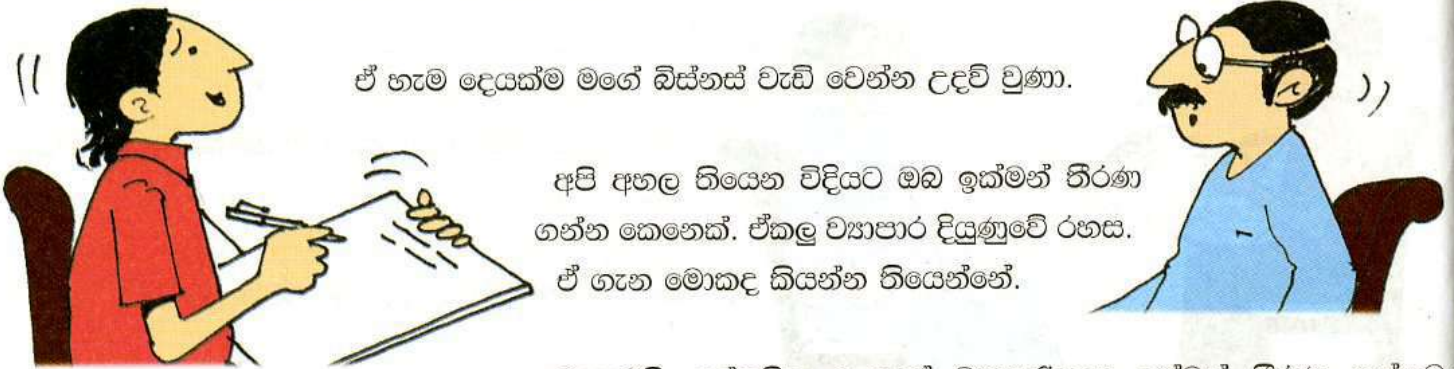 ඒ හැම දෙයක්ම මගේ බිස්නස් වැඩි වෙන්න උදව් වුණා.
අපි අහල තියෙන විදියට ඔබ ඉක්මන් තීරණ
ගන්න කෙනෙක්. ඒකලු ව්‍යාපාර දියුණුවේ රහස.
ඒ ගැන මොකද කියන්න තියෙන්නේ.